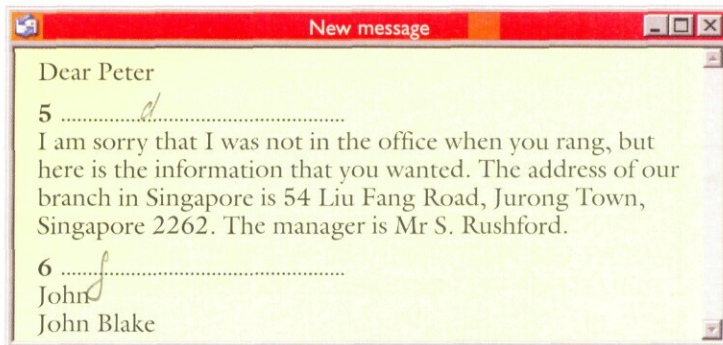 New message
Dear Peter
5 ............d............................
I am sorry that I was not in the office when you rang, but
here is the information that you wanted. The address of our
branch in Singapore is 54 Liu Fang Road, Jurong Town,
Singapore 2262. The manager is Mr S. Rushford.
6 ..........................................
John
John Blake